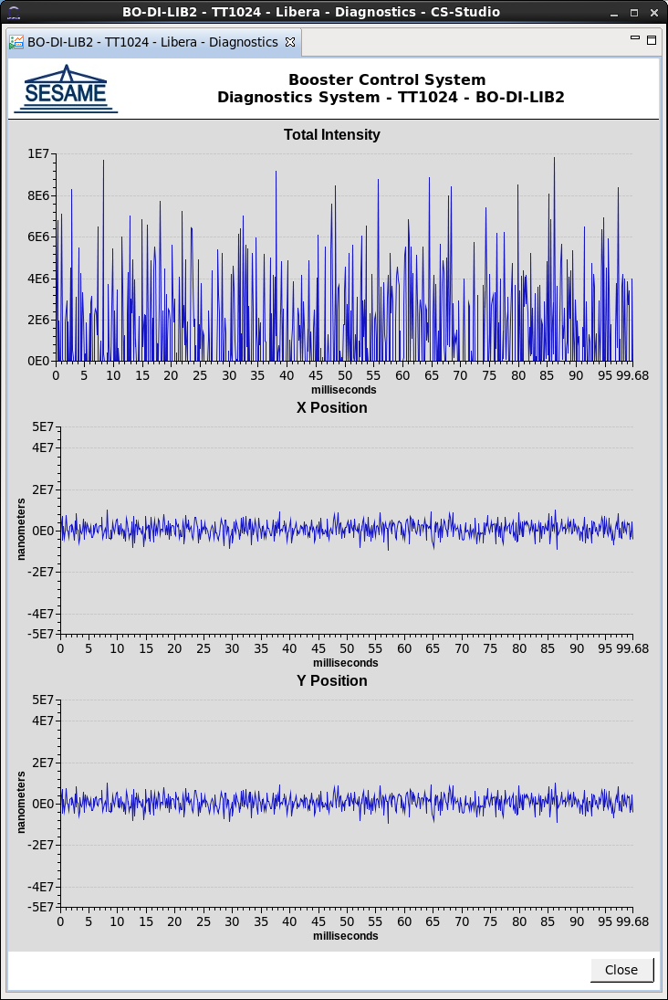 BO-DI-LIB2 - TT1024 - Libera - Diagnostics - CS-Studio
BO-DI-LIB2 - TT1024 - Libera - Diagnostics
SESAME
Booster Control System
Diagnostics System - TT1024 - BO-DI-LIB2
Total Intensity
1E7
8E6
6E6
4E6
2E6
0E0
0 5 10 15 20 25 30 35 40 45 50 55 60 65 70 75 80 85 90 95 99.68
milliseconds
X Position
5E7
4E7
2E7
0E0
-2E7
-4E7
-5E7
nanometers
0 5 10 15 20 25 30 35 40 45 50 55 60 65 70 75 80 85 90 95 99.68
milliseconds
Y Position
5E7
4E7
2E7
0E0
-2E7
-4E7
-5E7
nanometers
0 5 10 15 20 25 30 35 40 45 50 55 60 65 70 75 80 85 90 95 99.68
milliseconds
Close